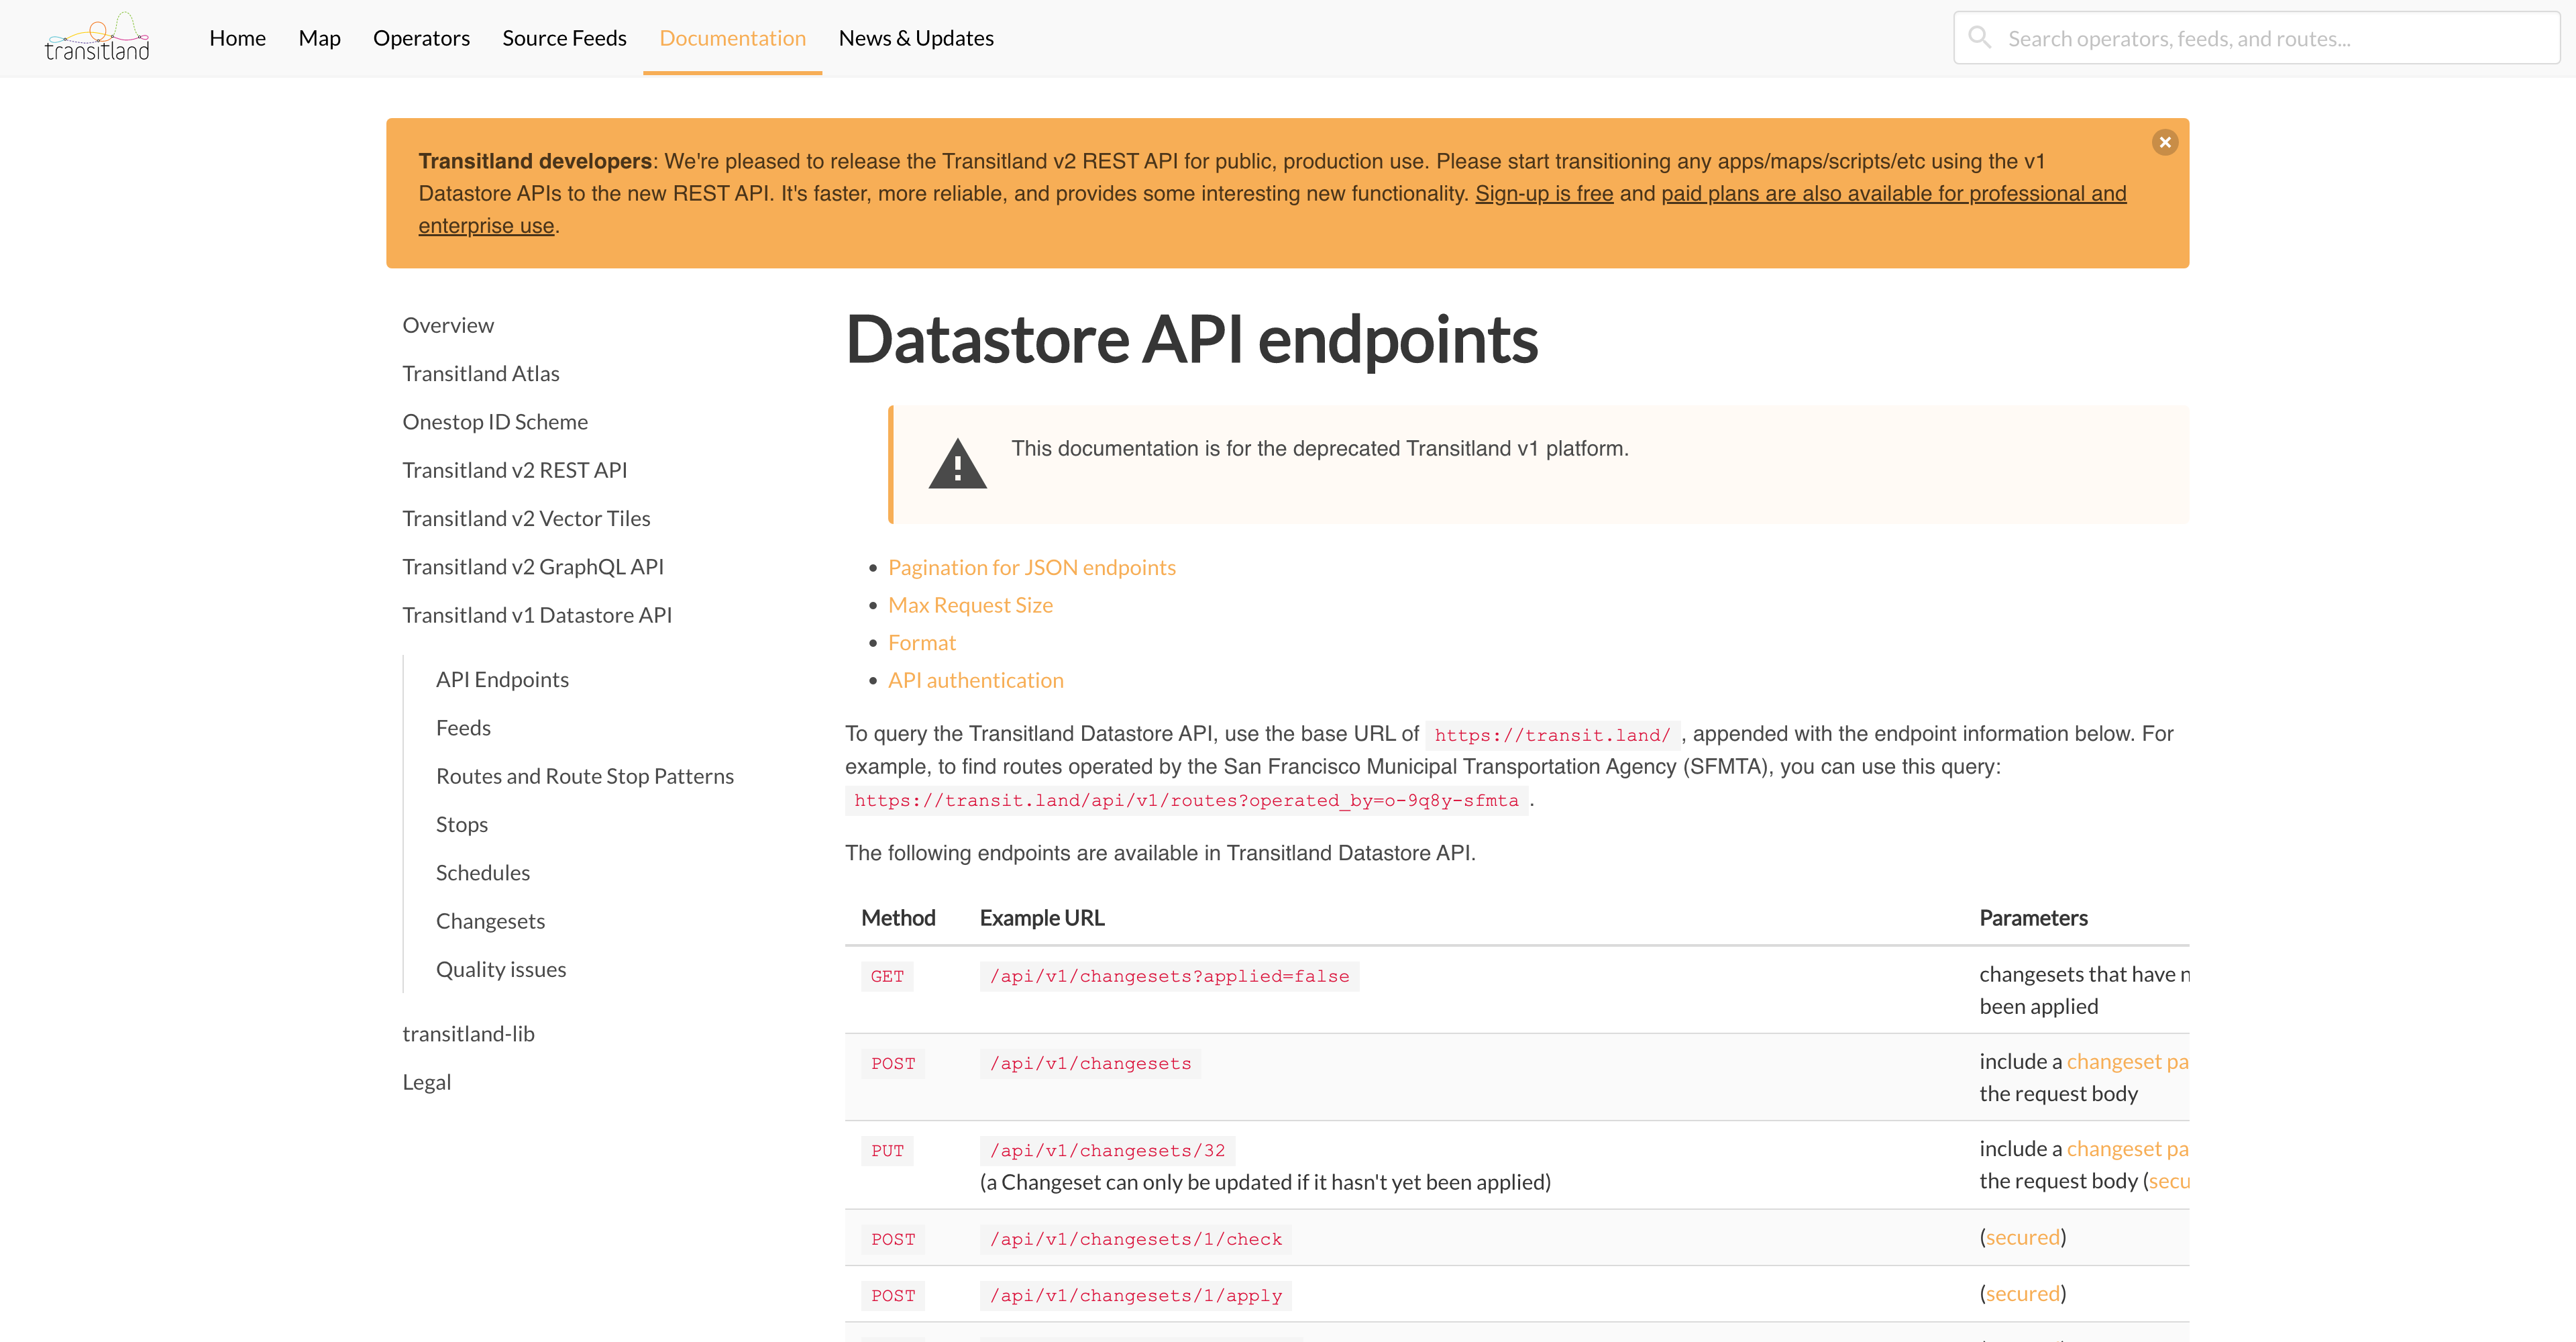 transitland
Home Map Operators Source Feeds Documentation News & Updates
Search operators, feeds, and routes...
Transitland developers: We're pleased to release the Transitland v2 REST API for public, production use. Please start transitioning any apps/maps/scripts/etc using the v1
Datastore APIs to the new REST API. It's faster, more reliable, and provides some interesting new functionality. Sign-up is free and paid plans are also available for professional and
enterprise use.
Overview
Transitland Atlas
Onestop ID Scheme
Transitland v2 REST API
Transitland v2 Vector Tiles
Transitland v2 GraphQL API
Transitland v1 Datastore API
API Endpoints
Feeds
Routes and Route Stop Patterns
Stops
Schedules
Changesets
Quality issues
transitland-lib
Legal
Datastore API endpoints
This documentation is for the deprecated Transitland v1 platform.
• Pagination for JSON endpoints
• Max Request Size
• Format
• API authentication
To query the Transitland Datastore API, use the base URL of https://transit.land/ , appended with the endpoint information below. For
example, to find routes operated by the San Francisco Municipal Transportation Agency (SFMTA), you can use this query:
https://transit.land/api/v1/routes?operated_by=o-9q8y-sfmta .
The following endpoints are available in Transitland Datastore API.
Method Example URL Parameters
GET /api/v1/changesets?applied=false changesets that have
been applied
POST /api/v1/changesets include a changeset pa
the request body
PUT /api/v1/changesets/32 include a changeset pa
(a Changeset can only be updated if it hasn't yet been applied) the request body (secu
POST /api/v1/changesets/1/check (secured)
POST /api/v1/changesets/1/apply (secured)